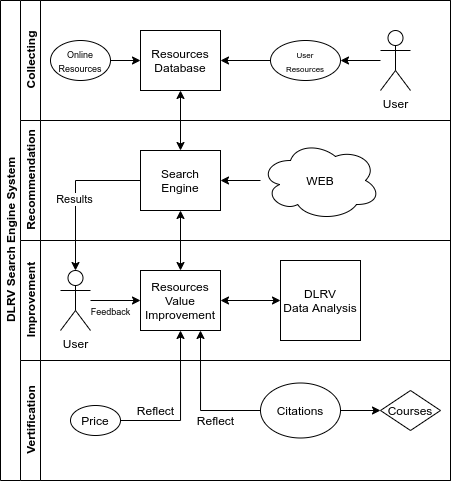 DLRV Search Engine System
Collecting
Online
Resources
Resources
Database
User
Resources
User
Recommendation
Search
Engine
WEB
Results
Improvement
User
Feedback
Resources
Value
Improvement
DLRV
Data Analysis
Vertification
Price
Reflect
Reflect
Citations
Courses